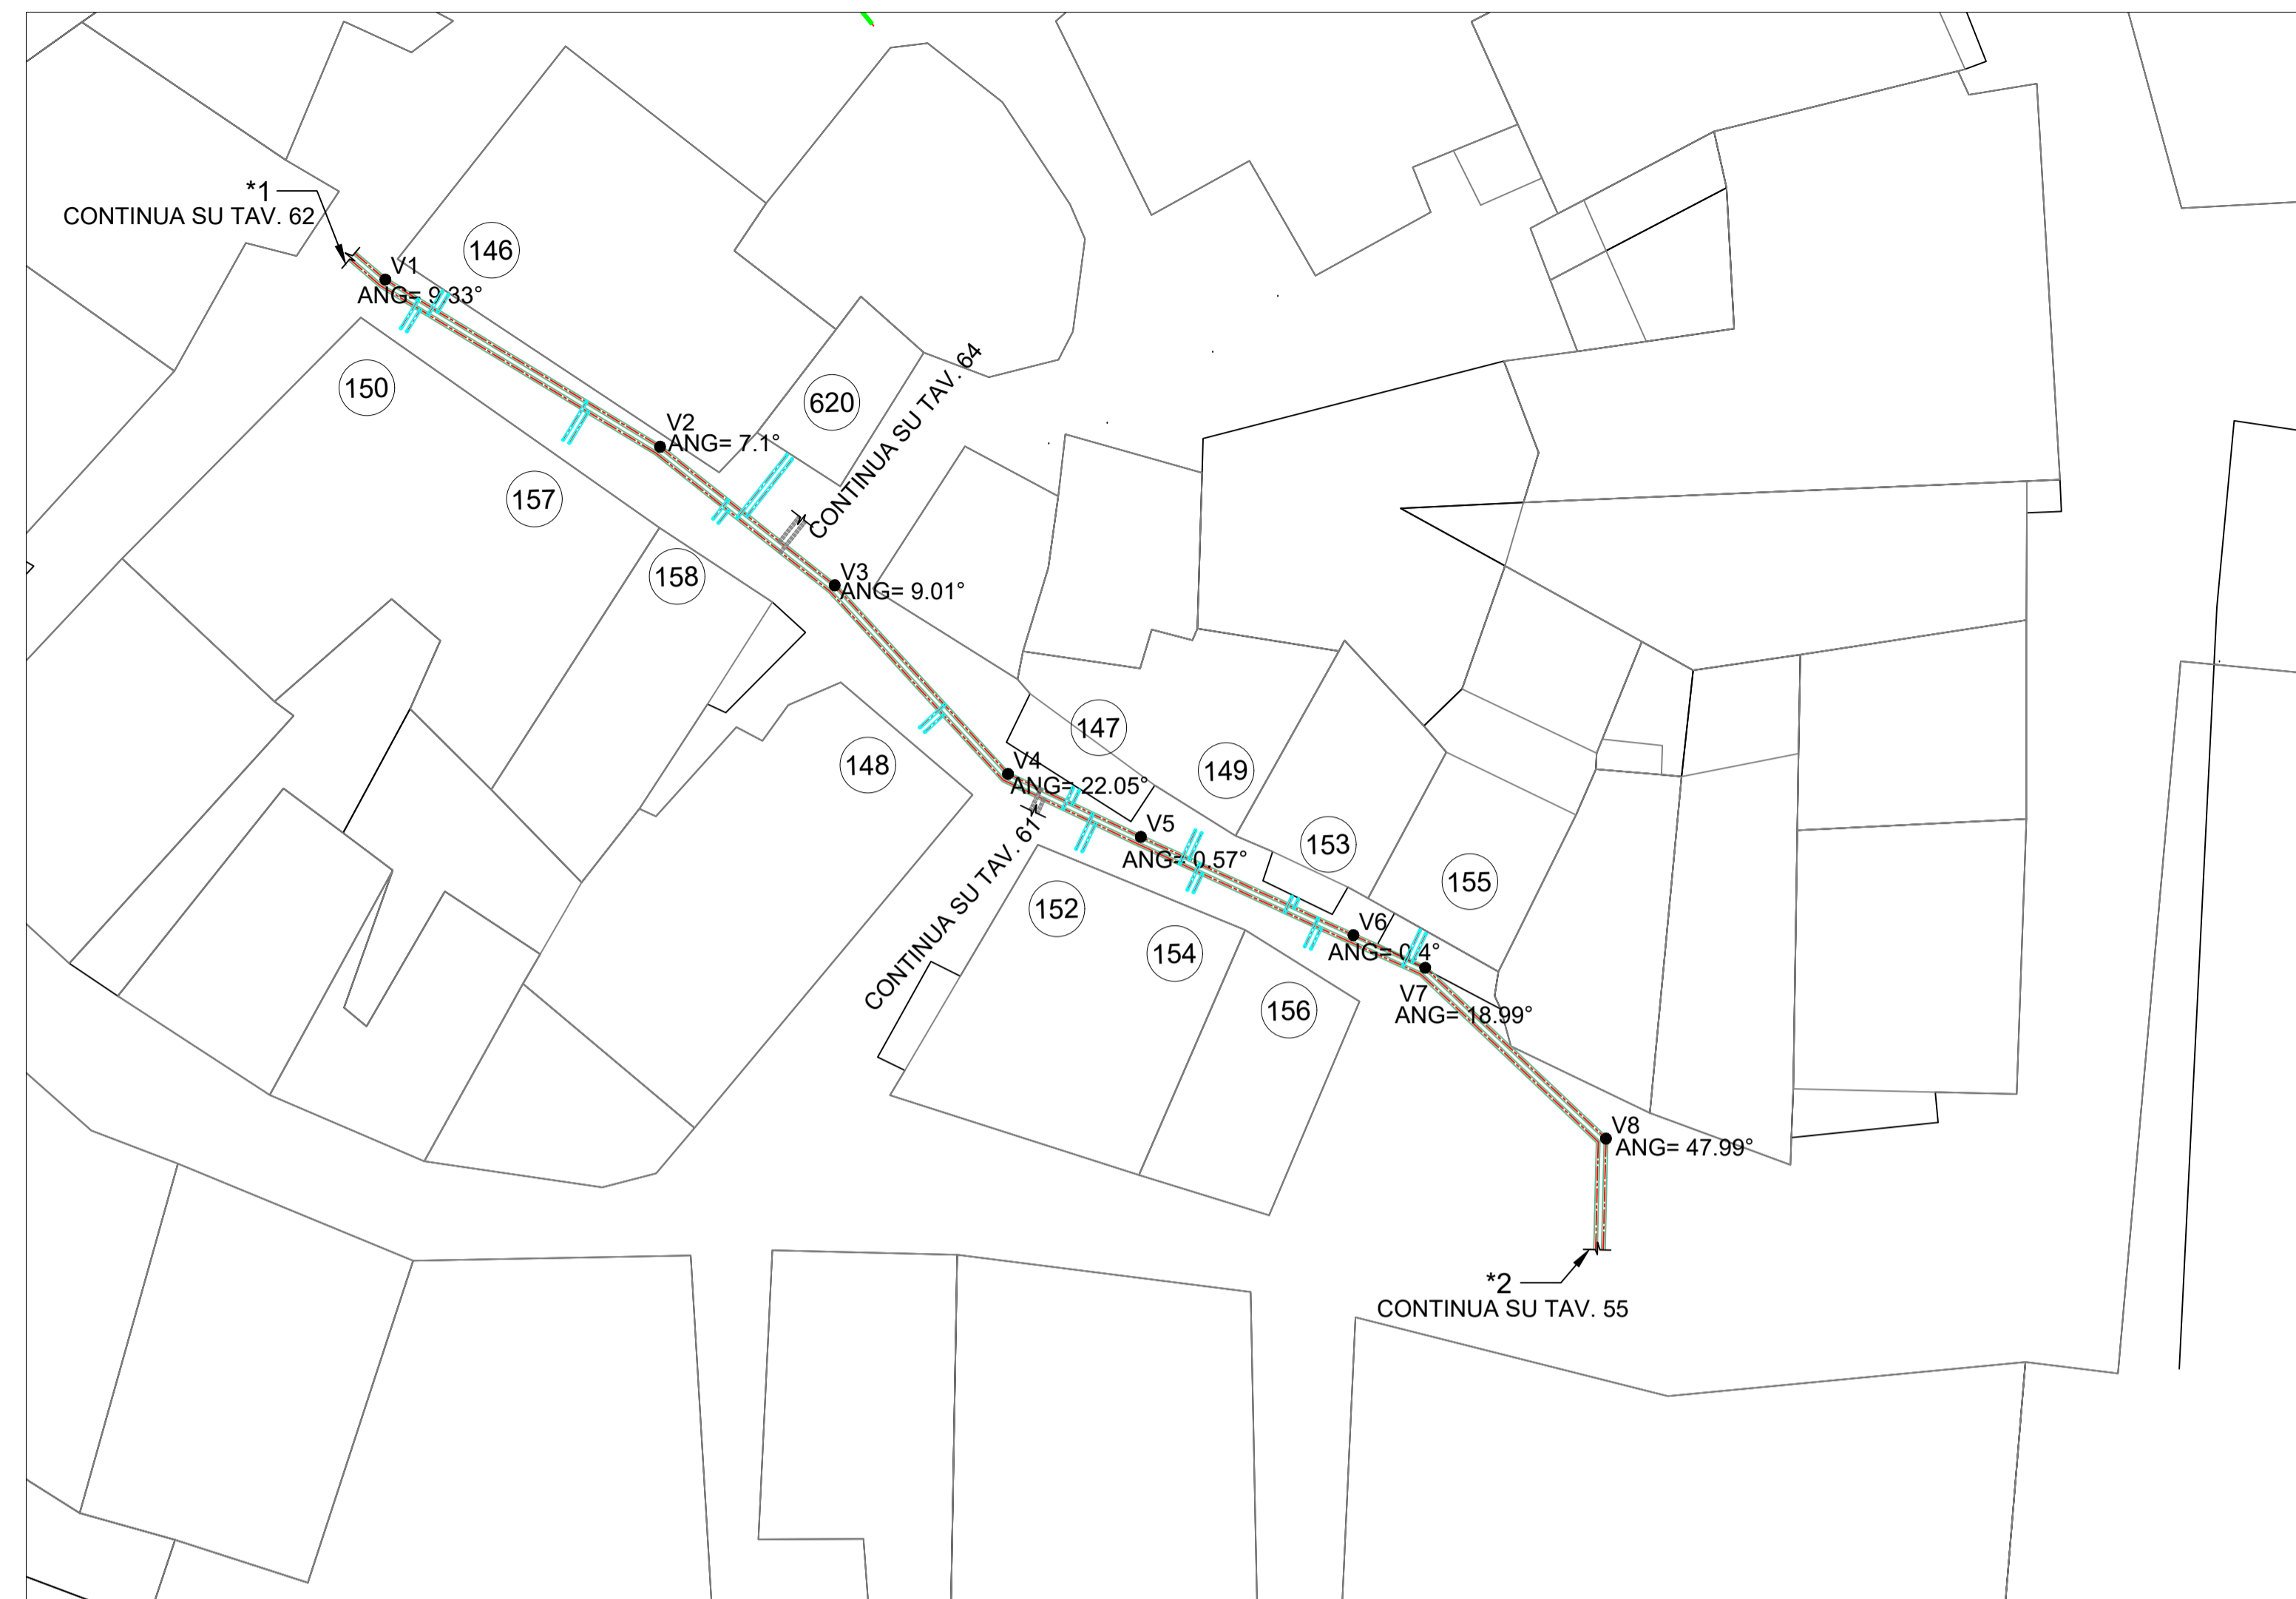 *1
CONTINUA SU TAV. 62
146
V1
ANG= 9.33°
150
620
CONTINUA SU TAV. 64
V2
ANG= 7.1°
157
158
V3
ANG= 9.01°
147
148
149
V4
ANG= 22.05°
CONTINUA SU TAV. 61
V5
ANG= 0.57°
153
155
152
154
V6
ANG= 0.4°
156
V7
ANG= 18.99°
V8
ANG= 47.99°
*2
CONTINUA SU TAV. 55